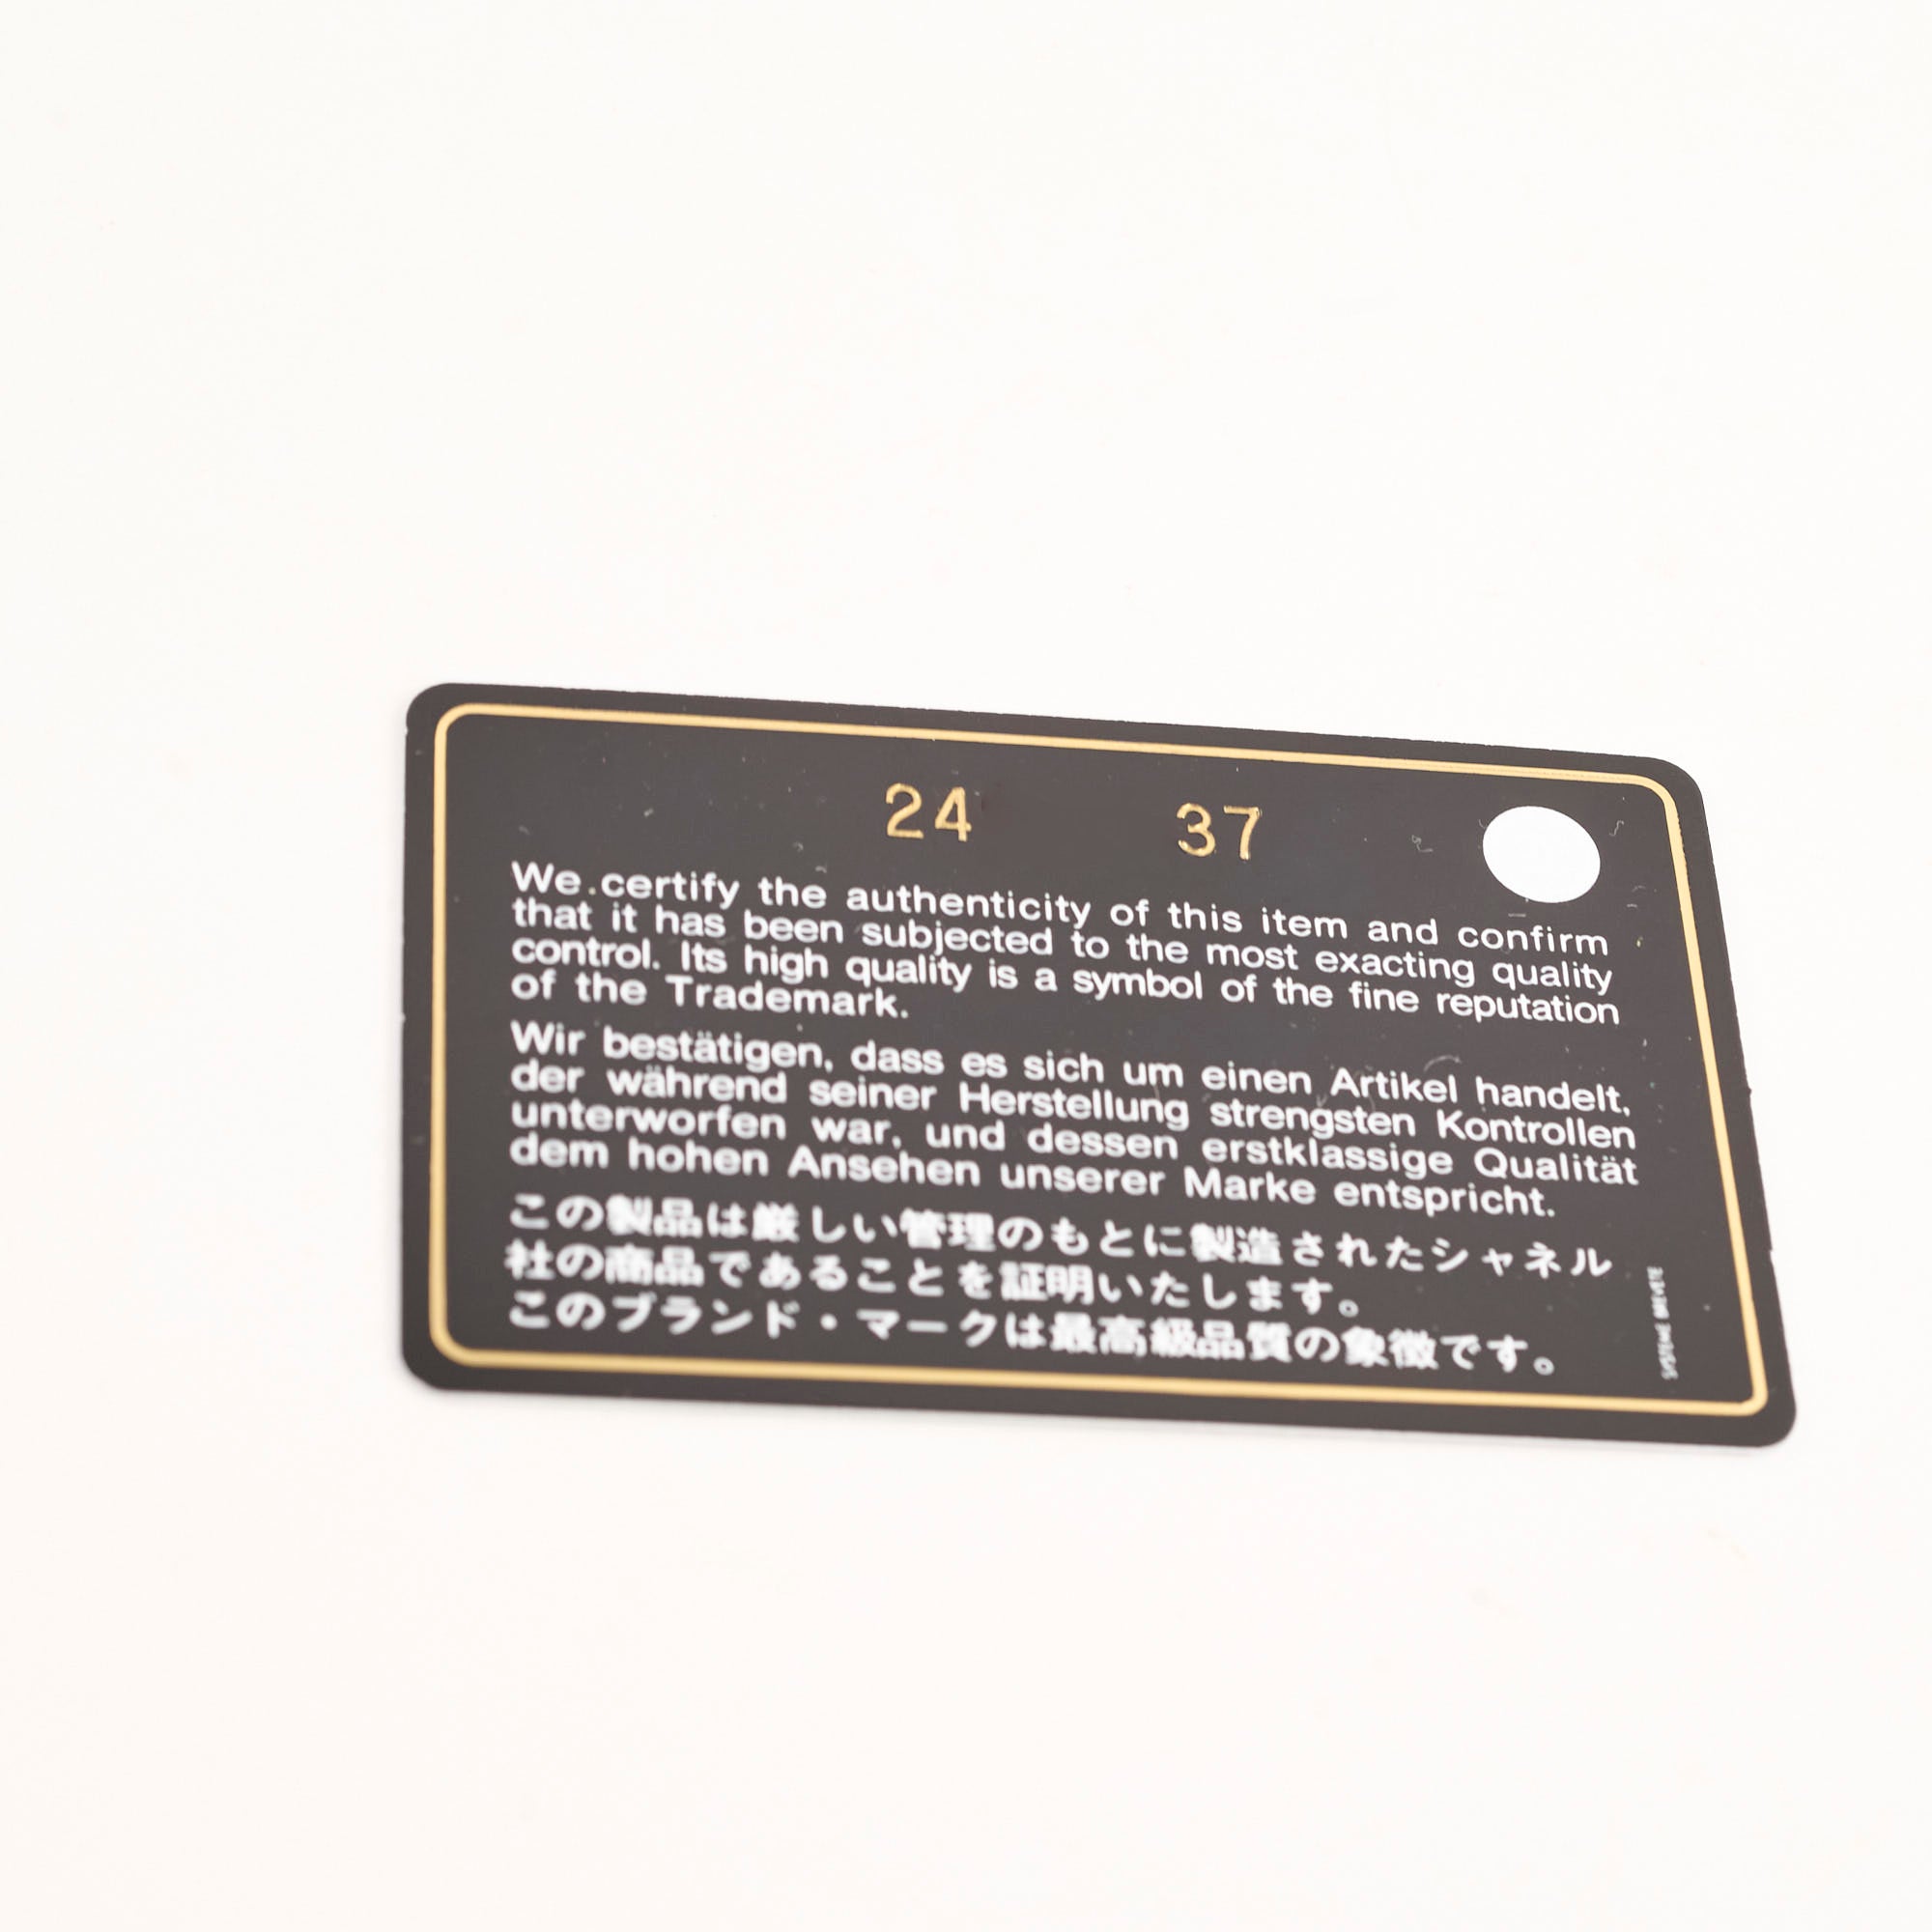 24 37
We.certify the authenticity of this item and confirm
that it has been subjected to the most exacting quality
control. Its high quality is a symbol of the fine reputation
of the Trademark.
Wir bestätigen, dass es sich um einen Artikel handelt,
der während seiner Herstellung strengsten Kontrollen
unterworfen war, und dessen erstklassige Qualität
dem hohen Ansehen unserer Marke entspricht.
この製品は厳しい管理のもとに製造されたシャネル
社の商品であることを証明いたします。
このブランド・マークは最高級品質の象徴です。
SYSTEME BREVETE